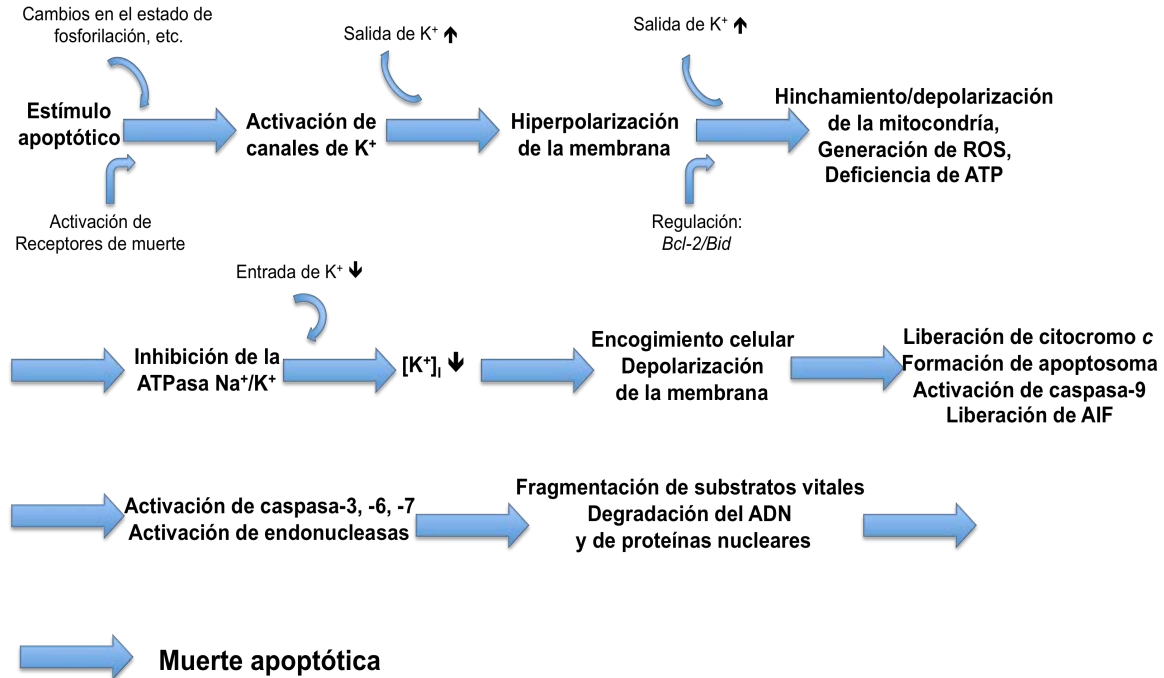 Cambios en el estado de
fosforilación, etc.
Salida de K⁺ 🡹
Salida de K⁺ 🡹
Estímulo
apoptótico
Activación de
canales de K⁺
Hiperpolarización
de la membrana
Hinchamiento/depolarización
de la mitocondría,
Generación de ROS,
Deficiencia de ATP
Activación de
Receptores de muerte
Regulación:
Bcl-2/Bid
Entrada de K⁺ 🡻
Inhibición de la
ATPasa Na⁺/K⁺
[K⁺]ᵢ 🡻
Encogimiento celular
Depolarización
de la membrana
Liberación de citocromo c
Formación de apoptosoma
Activación de caspasa-9
Liberación de AIF
Activación de caspasa-3, -6, -7
Activación de endonucleasas
Fragmentación de substratos vitales
Degradación del ADN
y de proteínas nucleares
Muerte apoptótica